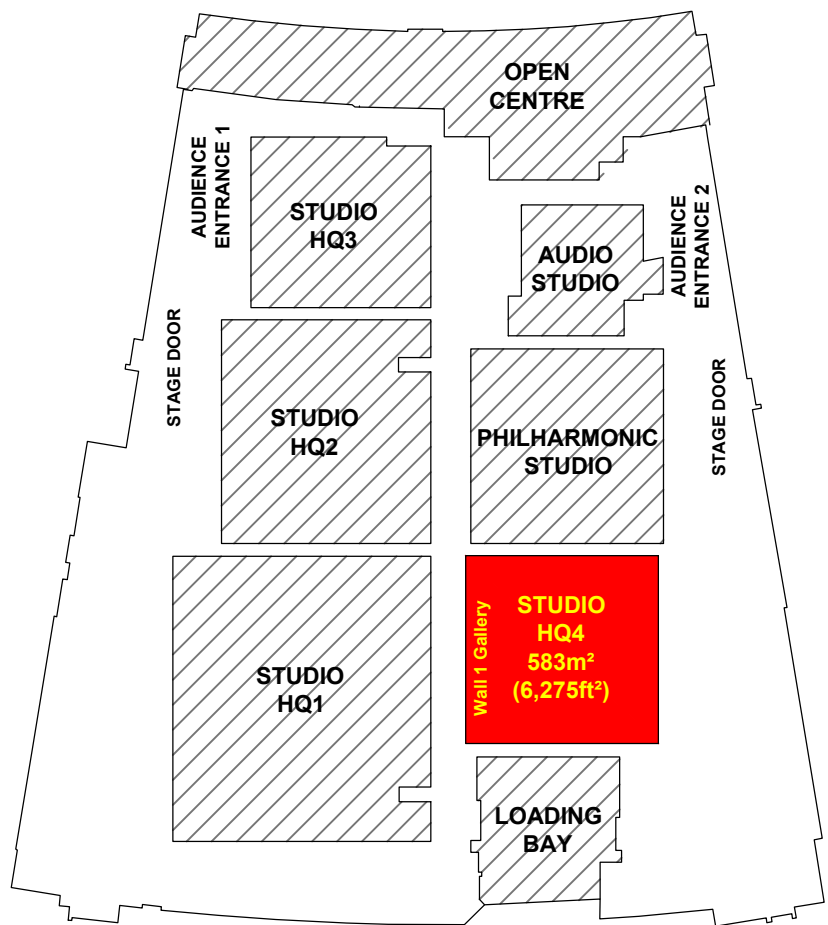 OPEN
CENTRE
AUDIENCE
ENTRANCE 1
STUDIO
HQ3
AUDIO
STUDIO
AUDIENCE
ENTRANCE 2
STAGE DOOR
STUDIO
HQ2
PHILHARMONIC
STUDIO
STAGE DOOR
STUDIO
HQ1
Wall 1 Gallery
STUDIO
HQ4
583m²
(6,275ft²)
LOADING
BAY